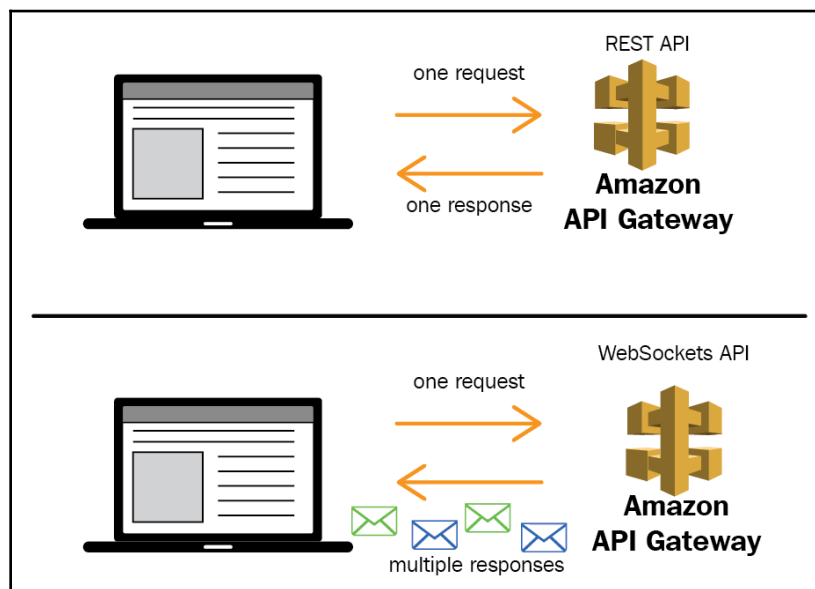 REST API
one request
one response
Amazon
API Gateway
WebSockets API
one request
Amazon
API Gateway
multiple responses